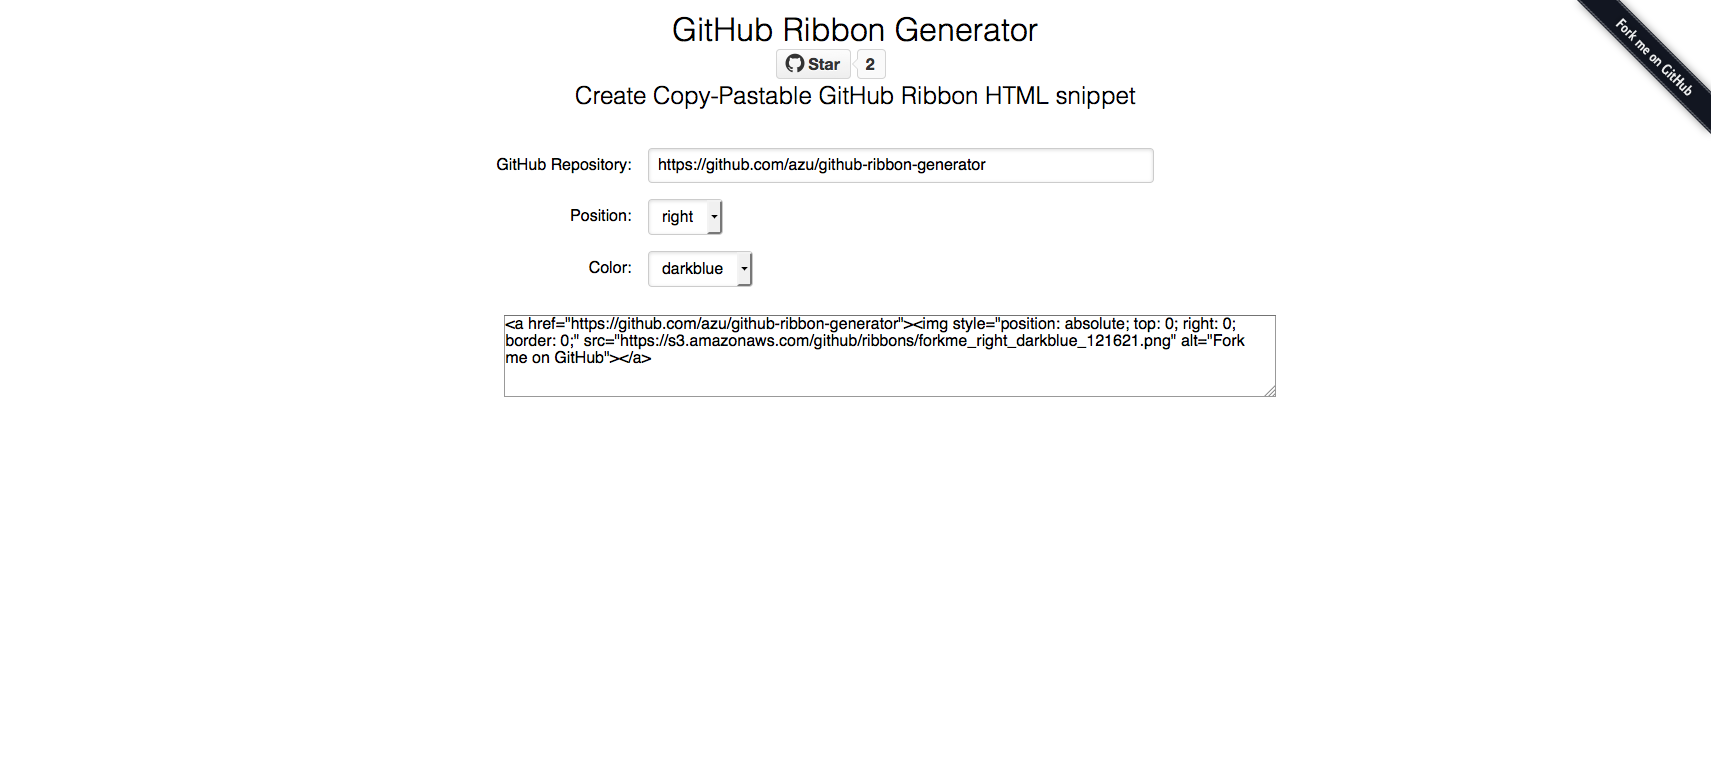 GitHub Ribbon Generator
Star 2
Create Copy-Pastable GitHub Ribbon HTML snippet
Fork me on GitHub
GitHub Repository: https://github.com/azu/github-ribbon-generator
Position: right
Color: darkblue
<a href="https://github.com/azu/github-ribbon-generator"><img style="position: absolute; top: 0; right: 0;
border: 0;" src="https://s3.amazonaws.com/github/ribbons/forkme_right_darkblue_121621.png" alt="Fork
me on GitHub"></a>